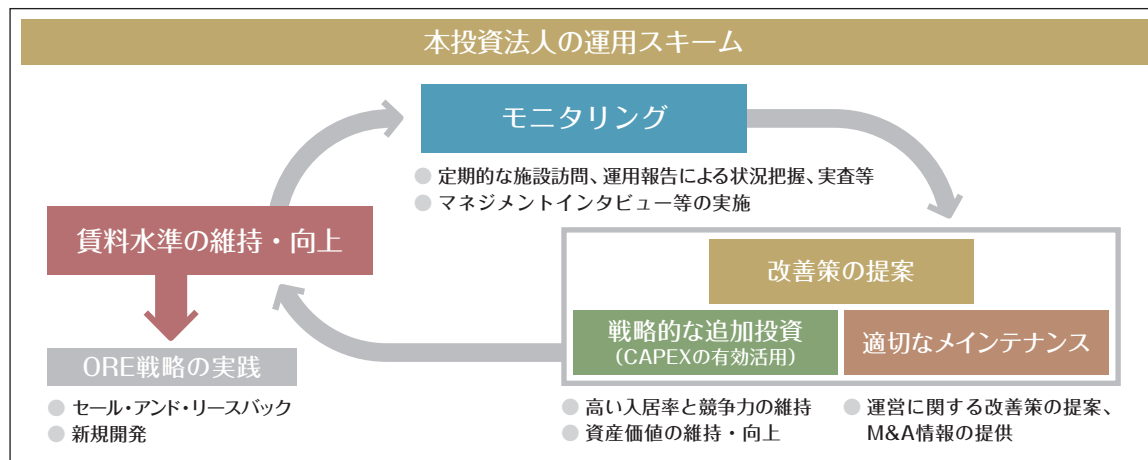 本投資法人の運用スキーム
モニタリング
● 定期的な施設訪問、運用報告による状況把握、実査等
● マネジメントインタビュー等の実施
賃料水準の維持・向上
改善策の提案
戦略的な追加投資
（CAPEXの有効活用）
適切なメインテナンス
ORE戦略の実践
● セール・アンド・リースバック
● 新規開発
● 高い入居率と競争力の維持
● 資産価値の維持・向上
● 運営に関する改善策の提案、
M&A情報の提供